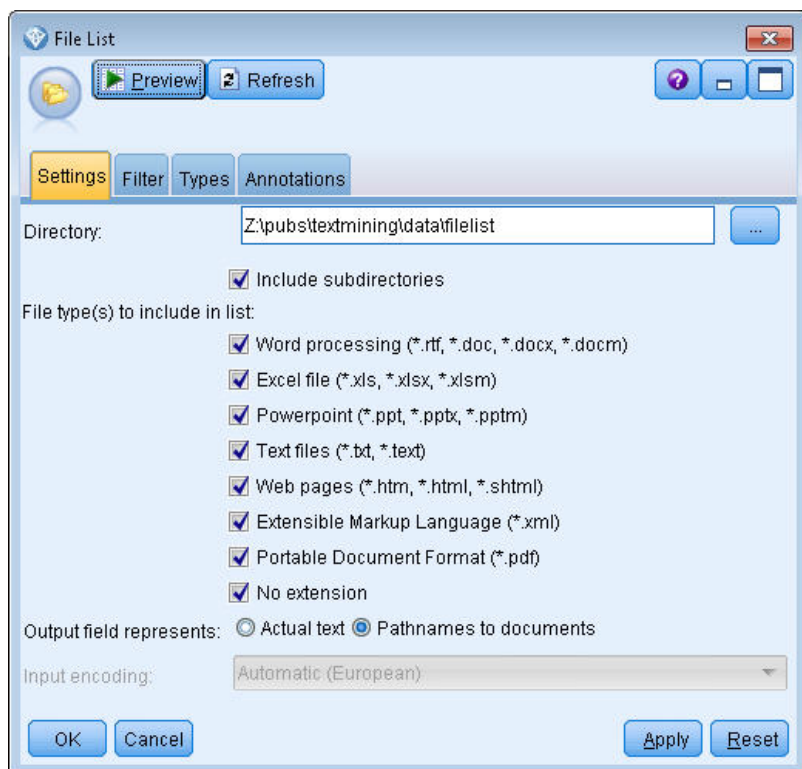 File List
Preview Refresh
Settings Filter Types Annotations
Directory: Z:\pubs\textmining\data\filelist ...
Include subdirectories
File type(s) to include in list:
Word processing (*.rtf, *.doc, *.docx, *.docm)
Excel file (*.xls, *.xlsx, *.xlsm)
Powerpoint (*.ppt, *.pptx, *.pptm)
Text files (*.txt, *.text)
Web pages (*.htm, *.html, *.shtml)
Extensible Markup Language (*.xml)
Portable Document Format (*.pdf)
No extension
Output field represents: Actual text Pathnames to documents
Input encoding: Automatic (European)
OK Cancel Apply Reset